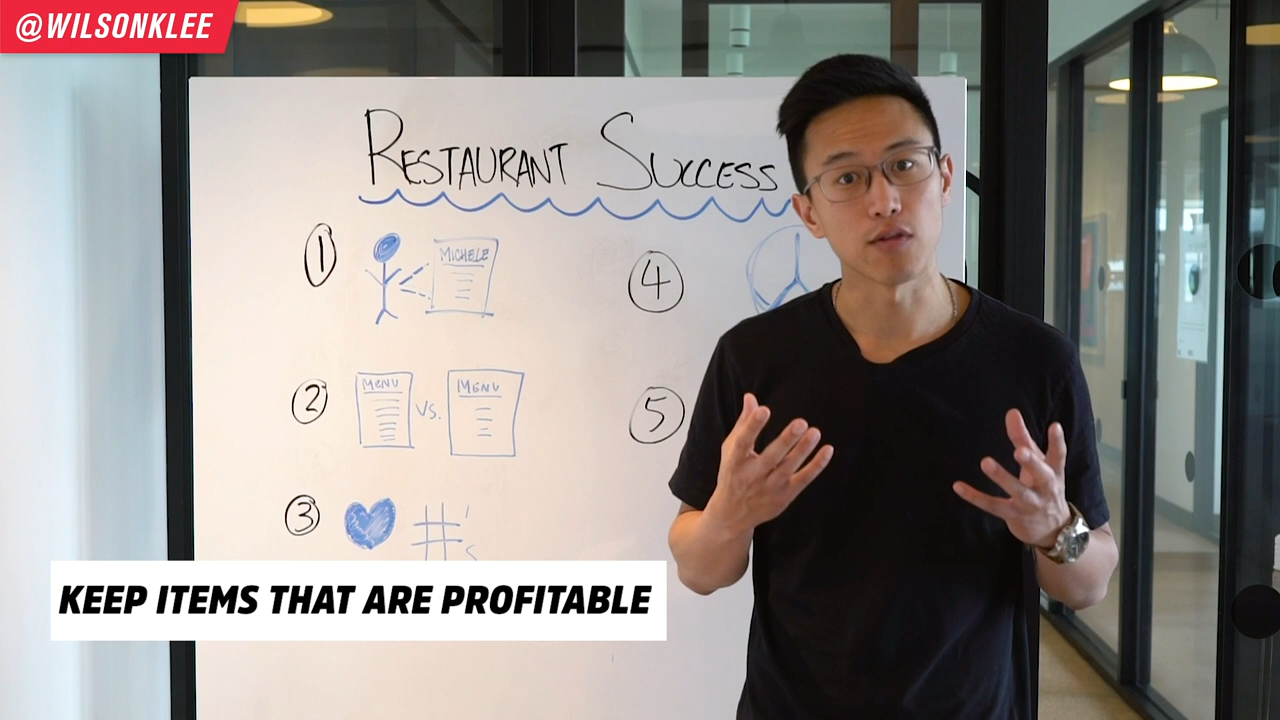 @WILSONKLEE
RESTAURANT SUCCESS
1
MICHELE
4
2
MENU
VS.
MENU
5
3
#'s
KEEP ITEMS THAT ARE PROFITABLE